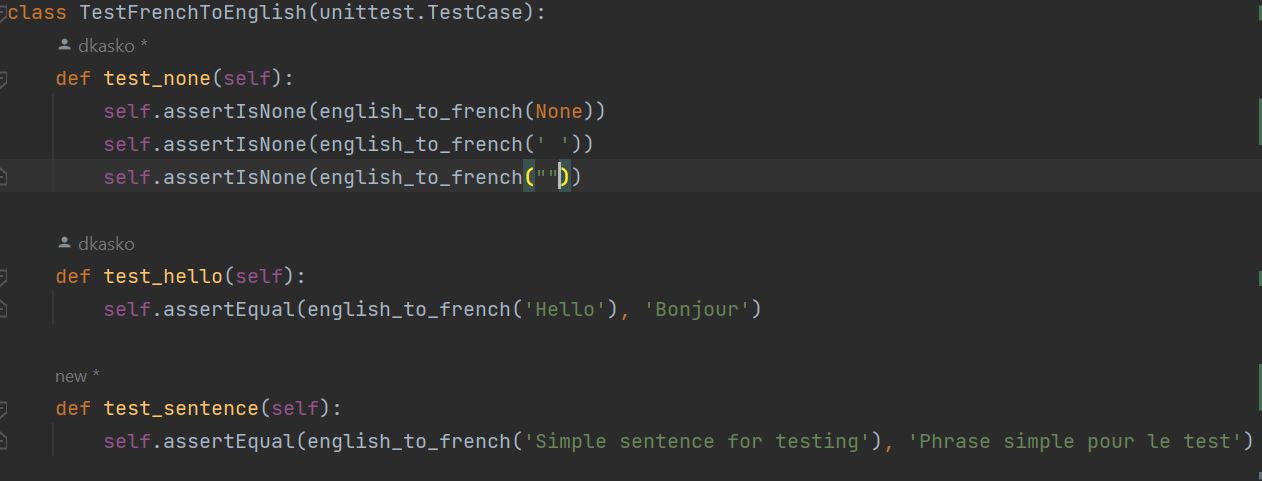 class TestFrenchToEnglish(unittest.TestCase):
dkasko *
def test_none(self):
self.assertIsNone(english_to_french(None))
self.assertIsNone(english_to_french(' '))
self.assertIsNone(english_to_french(""))
dkasko
def test_hello(self):
self.assertEqual(english_to_french('Hello'), 'Bonjour')
new *
def test_sentence(self):
self.assertEqual(english_to_french('Simple sentence for testing'), 'Phrase simple pour le test')